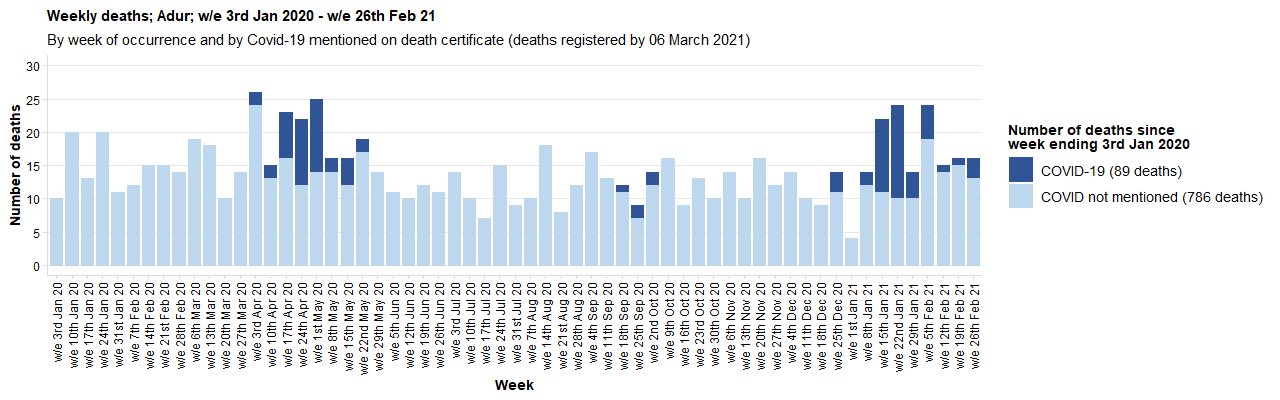 Weekly deaths; Adur; w/e 3rd Jan 2020 - w/e 26th Feb 21
By week of occurrence and by Covid-19 mentioned on death certificate (deaths registered by 06 March 2021)
Number of deaths
30
25
20
15
10
5
0
w/e 3rd Jan 20
w/e 10th Jan 20
w/e 17th Jan 20
w/e 24th Jan 20
w/e 31st Jan 20
w/e 7th Feb 20
w/e 14th Feb 20
w/e 21st Feb 20
w/e 28th Feb 20
w/e 6th Mar 20
w/e 13th Mar 20
w/e 20th Mar 20
w/e 27th Mar 20
w/e 3rd Apr 20
w/e 10th Apr 20
w/e 17th Apr 20
w/e 24th Apr 20
w/e 1st May 20
w/e 8th May 20
w/e 15th May 20
w/e 22nd May 20
w/e 29th May 20
w/e 5th Jun 20
w/e 12th Jun 20
w/e 19th Jun 20
w/e 26th Jun 20
w/e 3rd Jul 20
w/e 10th Jul 20
w/e 17th Jul 20
w/e 24th Jul 20
w/e 31st Jul 20
w/e 7th Aug 20
w/e 14th Aug 20
w/e 21st Aug 20
w/e 28th Aug 20
w/e 4th Sep 20
w/e 11th Sep 20
w/e 18th Sep 20
w/e 25th Sep 20
w/e 2nd Oct 20
w/e 9th Oct 20
w/e 16th Oct 20
w/e 23rd Oct 20
w/e 30th Oct 20
w/e 6th Nov 20
w/e 13th Nov 20
w/e 20th Nov 20
w/e 27th Nov 20
w/e 4th Dec 20
w/e 11th Dec 20
w/e 18th Dec 20
w/e 25th Dec 20
w/e 1st Jan 21
w/e 8th Jan 21
w/e 15th Jan 21
w/e 22nd Jan 21
w/e 29th Jan 21
w/e 5th Feb 21
w/e 12th Feb 21
w/e 19th Feb 21
w/e 26th Feb 21
Week
Number of deaths since
week ending 3rd Jan 2020
COVID-19 (89 deaths)
COVID not mentioned (786 deaths)